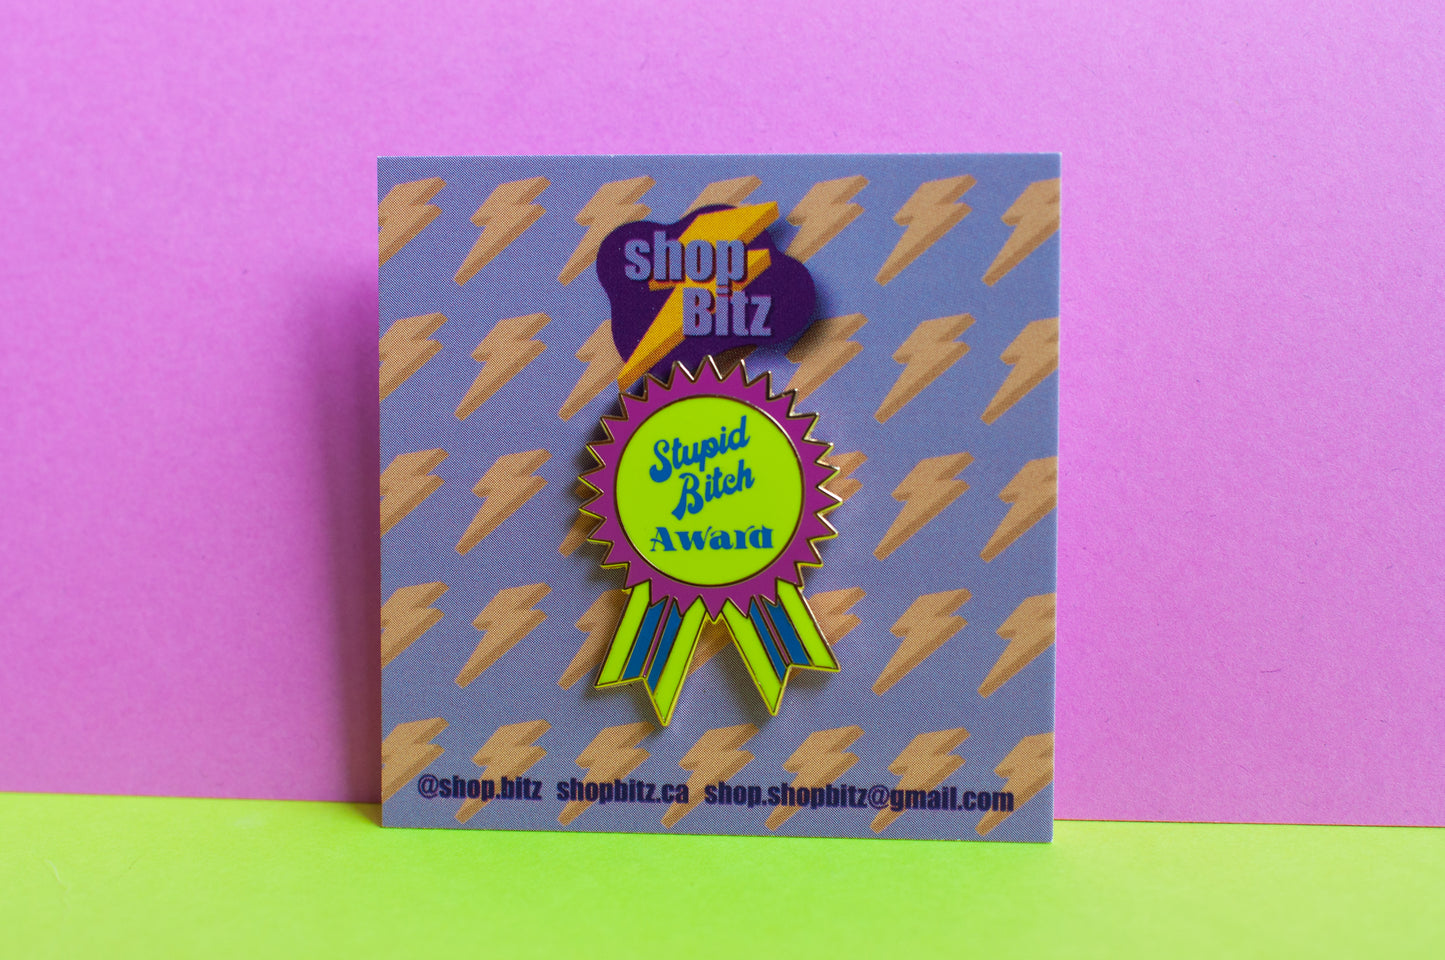 shop
Bitz
Stupid
Bitch
Award
@shop.bitz shopbitz.ca shop.shopbitz@gmail.com